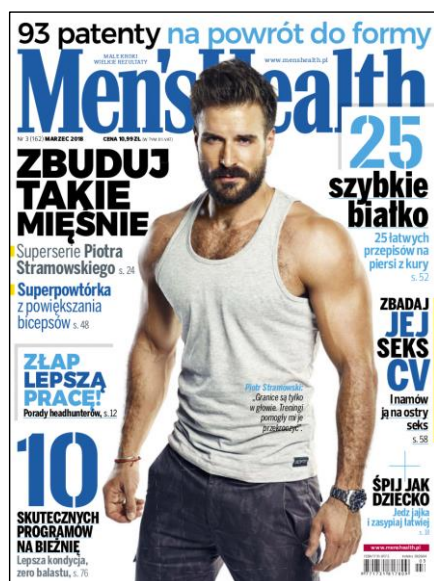 93 patenty na powrót do formy
MAŁE KROKI
WIELKIE REZULTATY
www.menshealth.pl
Men'sHealth
Nr 3 (162) MARZEC 2018 CENA 10,99 ZŁ
ZBUDUJ
TAKIE
MIĘŚNIE
Superserie Piotra
Stramowskiego s. 24
Superpowtórka
z powiększania
bicepsów s. 48
ZŁAP
LEPSZĄ
PRACĘ!
Porady headhunterów, s.12
10
SKUTECZNYCH
PROGRAMÓW
NA BIEŻNIĘ
Lepsza kondycja,
zero balastu, s. 76
Piotr Stramowski:
„Granice są tylko
w głowie. Treningi
pomogły mi je
przekroczyć”.
25
szybkie
białko
25 łatwych
przepisów na
piersi z kury
s. 52
ZBADAJ
JEJ
SEKS
CV
I namów
ją na ostry
seks
s. 58
+
ŚPIJ JAK
DZIECKO
Jedz jajka
i zasypiaj łatwiej
www.menshealth.pl